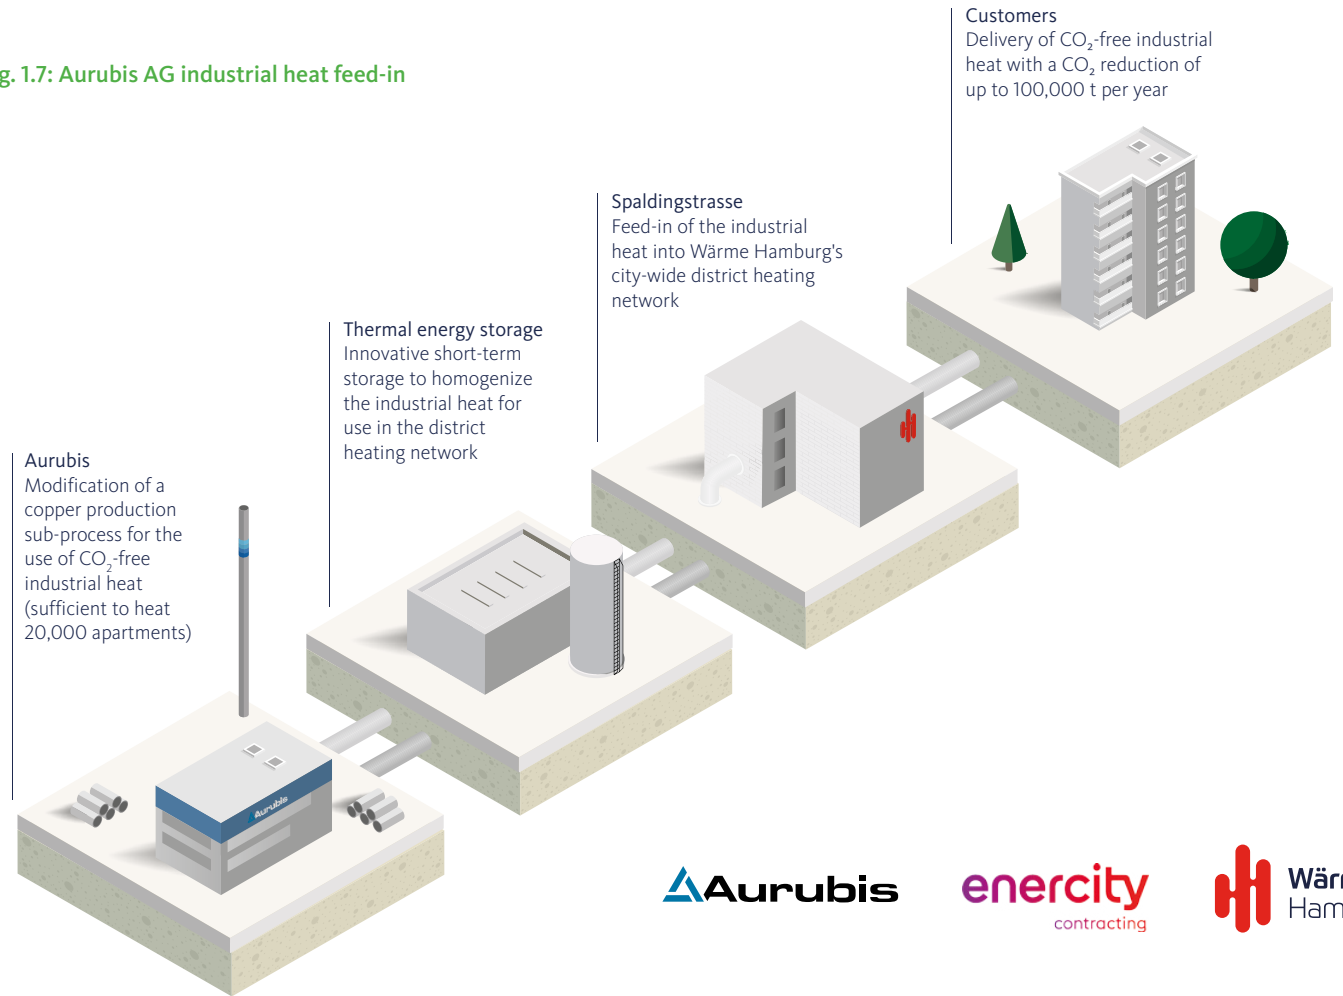 g. 1.7: Aurubis AG industrial heat feed-in
Customers
Delivery of CO₂-free industrial
heat with a CO₂ reduction of
up to 100,000 t per year
Spaldingstrasse
Feed-in of the industrial
heat into Wärme Hamburg's
city-wide district heating
network
Thermal energy storage
Innovative short-term
storage to homogenize
the industrial heat for
use in the district
heating network
Aurubis
Modification of a
copper production
sub-process for the
use of CO₂-free
industrial heat
(sufficient to heat
20,000 apartments)
Aurubis
Aurubis
enercity
contracting
Wär
Ham